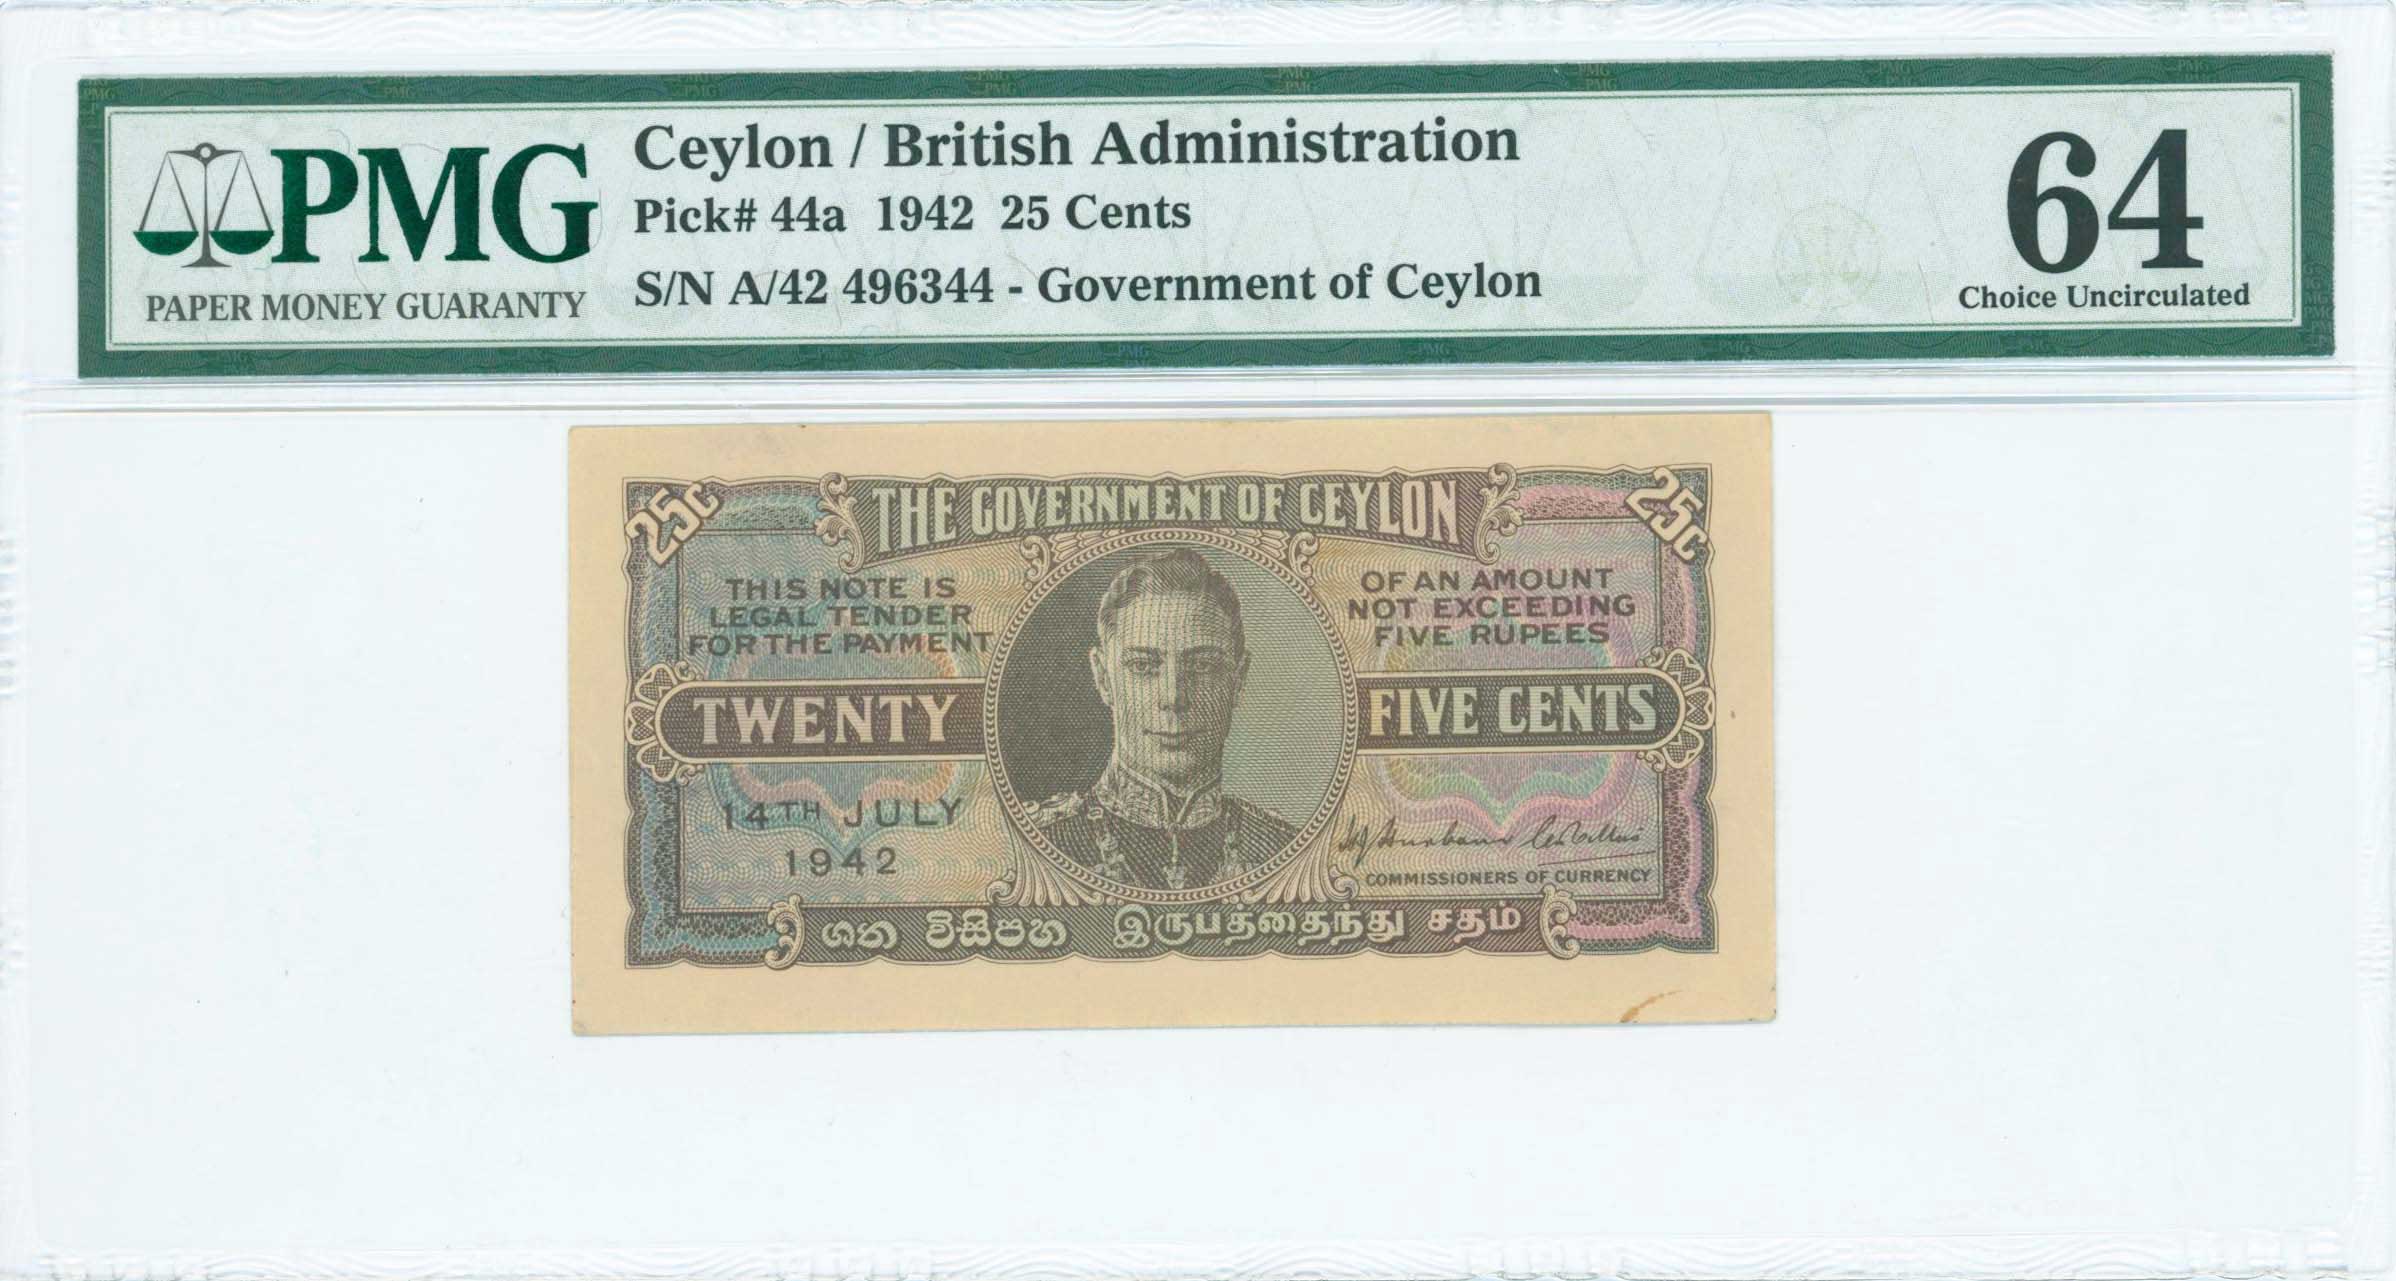 PMG
PAPER MONEY GUARANTY
Ceylon / British Administration
Pick# 44a 1942 25 Cents
S/N A/42 496344 - Government of Ceylon
64
Choice Uncirculated
25c
THE GOVERNMENT OF CEYLON
25c
THIS NOTE IS
LEGAL TENDER
FOR THE PAYMENT
OF AN AMOUNT
NOT EXCEEDING
FIVE RUPEES
TWENTY FIVE CENTS
14TH JULY
1942
COMMISSIONERS OF CURRENCY
ශත විසිපහ இருபத்தைந்து சதம்